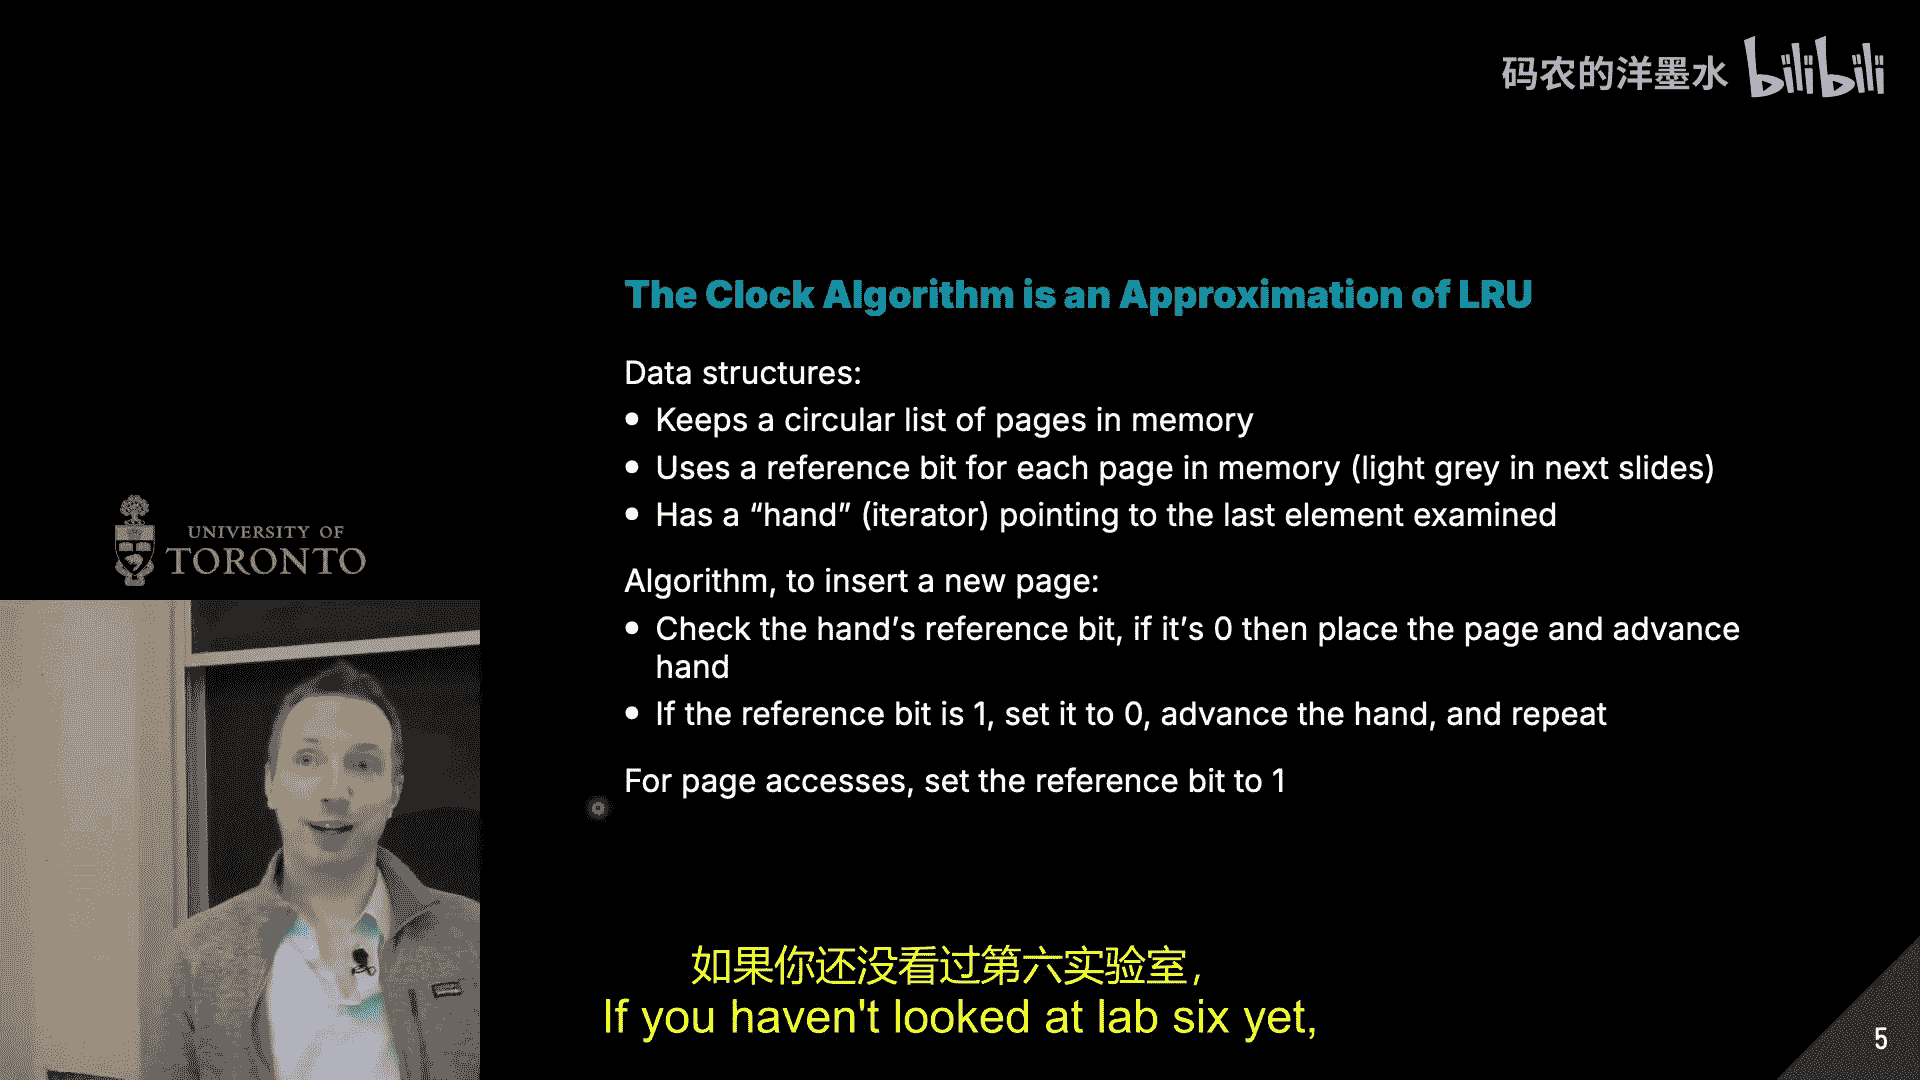 码农的洋墨水 bilibili
The Clock Algorithm is an Approximation of LRU
Data structures:
• Keeps a circular list of pages in memory
• Uses a reference bit for each page in memory (light grey in next slides)
• Has a “hand” (iterator) pointing to the last element examined
UNIVERSITY OF
TORONTO
Algorithm, to insert a new page:
• Check the hand’s reference bit, if it’s 0 then place the page and advance
hand
• If the reference bit is 1, set it to 0, advance the hand, and repeat
For page accesses, set the reference bit to 1
如果你还没看过第六实验室，
If you haven't looked at lab six yet,
5